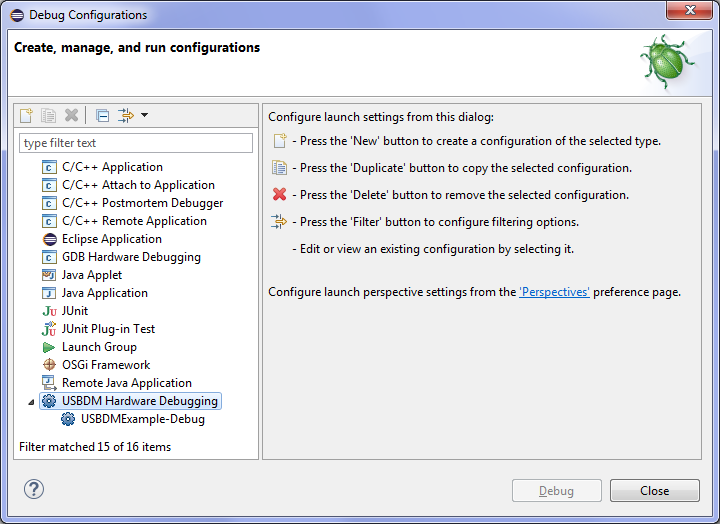 Debug Configurations
Create, manage, and run configurations
type filter text
C/C++ Application
C/C++ Attach to Application
C/C++ Postmortem Debugger
C/C++ Remote Application
Eclipse Application
GDB Hardware Debugging
Java Applet
Java Application
JUnit
JUnit Plug-in Test
Launch Group
OSGi Framework
Remote Java Application
USBDM Hardware Debugging
USBDMExample-Debug
Filter matched 15 of 16 items
Configure launch settings from this dialog:
- Press the 'New' button to create a configuration of the selected type.
- Press the 'Duplicate' button to copy the selected configuration.
- Press the 'Delete' button to remove the selected configuration.
- Press the 'Filter' button to configure filtering options.
- Edit or view an existing configuration by selecting it.
Configure launch perspective settings from the 'Perspectives' preference page.
?
Debug
Close